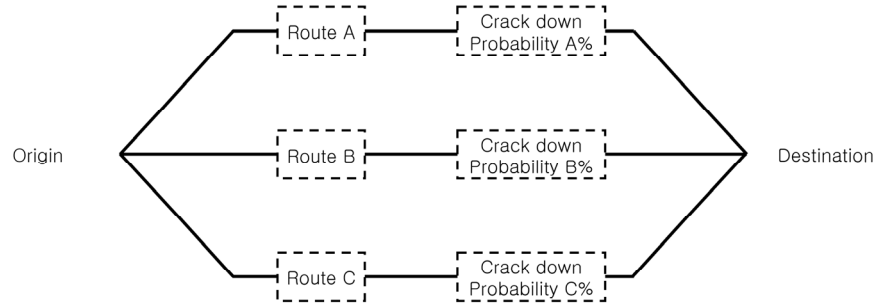 Route A
Crack down
Probability A%
Origin
Route B
Crack down
Probability B%
Destination
Route C
Crack down
Probability C%